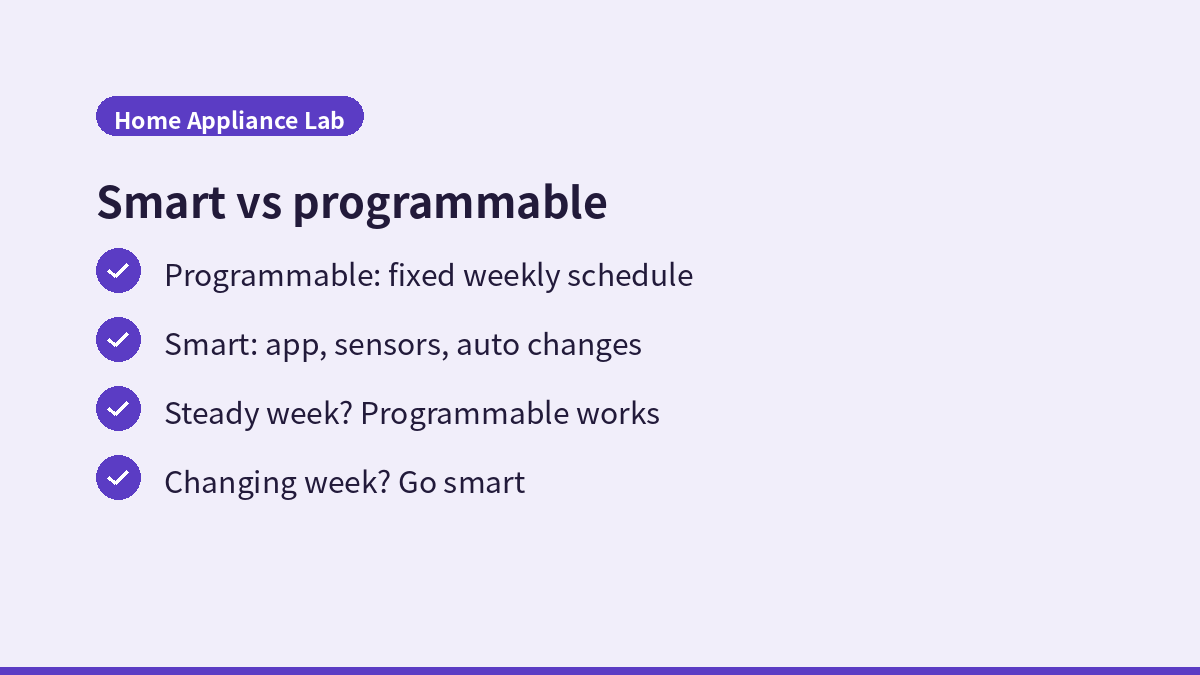 Home Appliance Lab
Smart vs programmable
Programmable: fixed weekly schedule
Smart: app, sensors, auto changes
Steady week? Programmable works
Changing week? Go smart